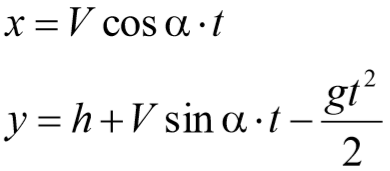 x = V cos α · t
y = h + V sin α · t − gt²/2